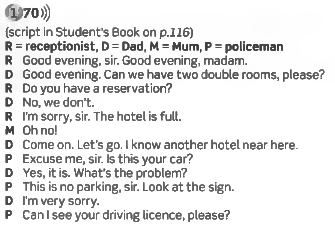 1 70)))
(script in Student's Book on p.116)
R = receptionist, D = Dad, M = Mum, P = policeman
R Good evening, sir. Good evening, madam.
D Good evening. Can we have two double rooms, please?
R Do you have a reservation?
D No, we don't.
R I'm sorry, sir. The hotel is full.
M Oh no!
D Come on. Let's go. I know another hotel near here.
P Excuse me, sir. Is this your car?
D Yes, it is. What's the problem?
P This is no parking, sir. Look at the sign.
D I'm very sorry.
P Can I see your driving licence, please?